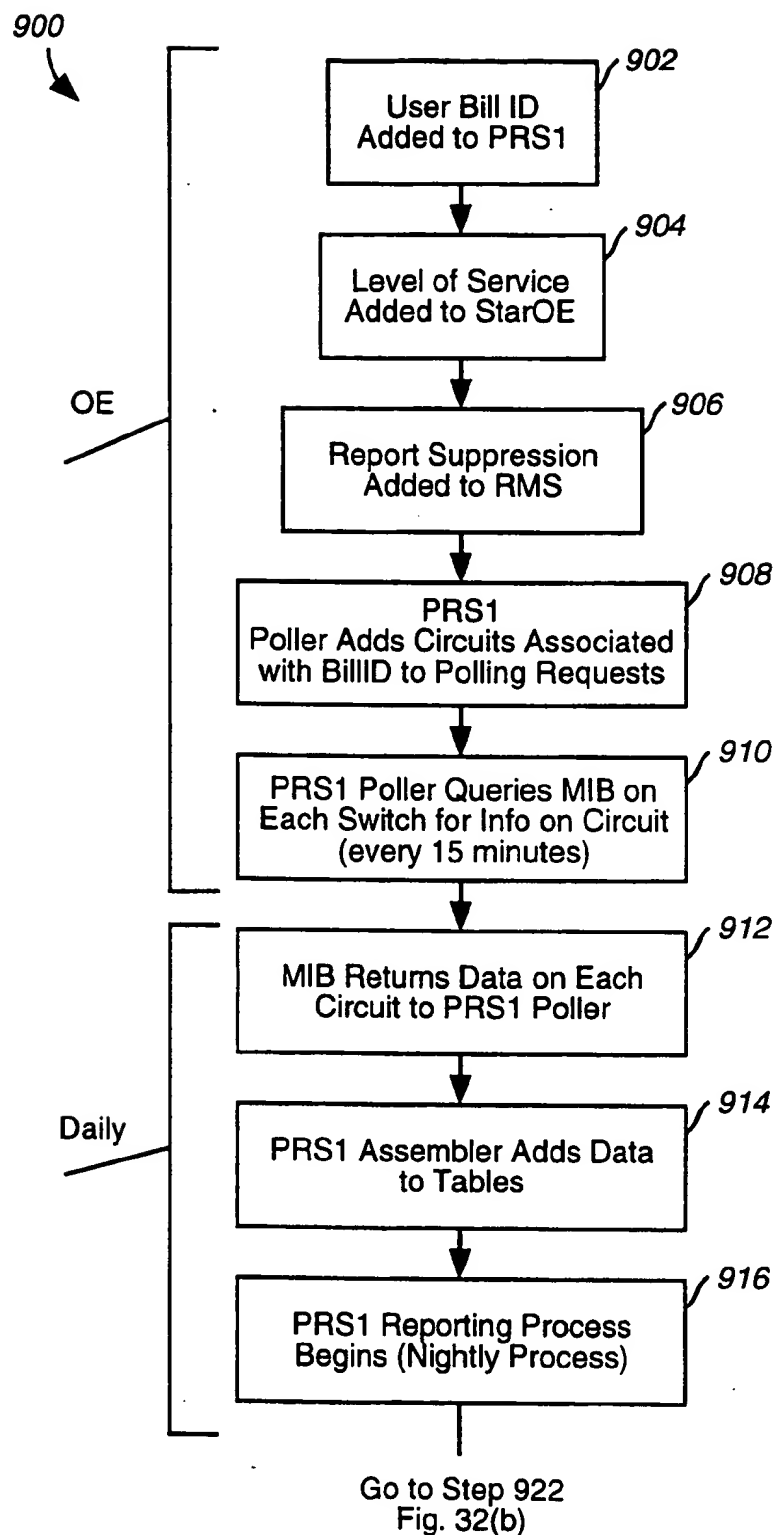 900
902
User Bill ID
Added to PRS1
904
Level of Service
Added to StarOE
OE
906
Report Suppression
Added to RMS
908
PRS1
Poller Adds Circuits Associated
with BillID to Polling Requests
910
PRS1 Poller Queries MIB on
Each Switch for Info on Circuit
(every 15 minutes)
912
MIB Returns Data on Each
Circuit to PRS1 Poller
Daily
914
PRS1 Assembler Adds Data
to Tables
916
PRS1 Reporting Process
Begins (Nightly Process)
Go to Step 922
Fig. 32(b)